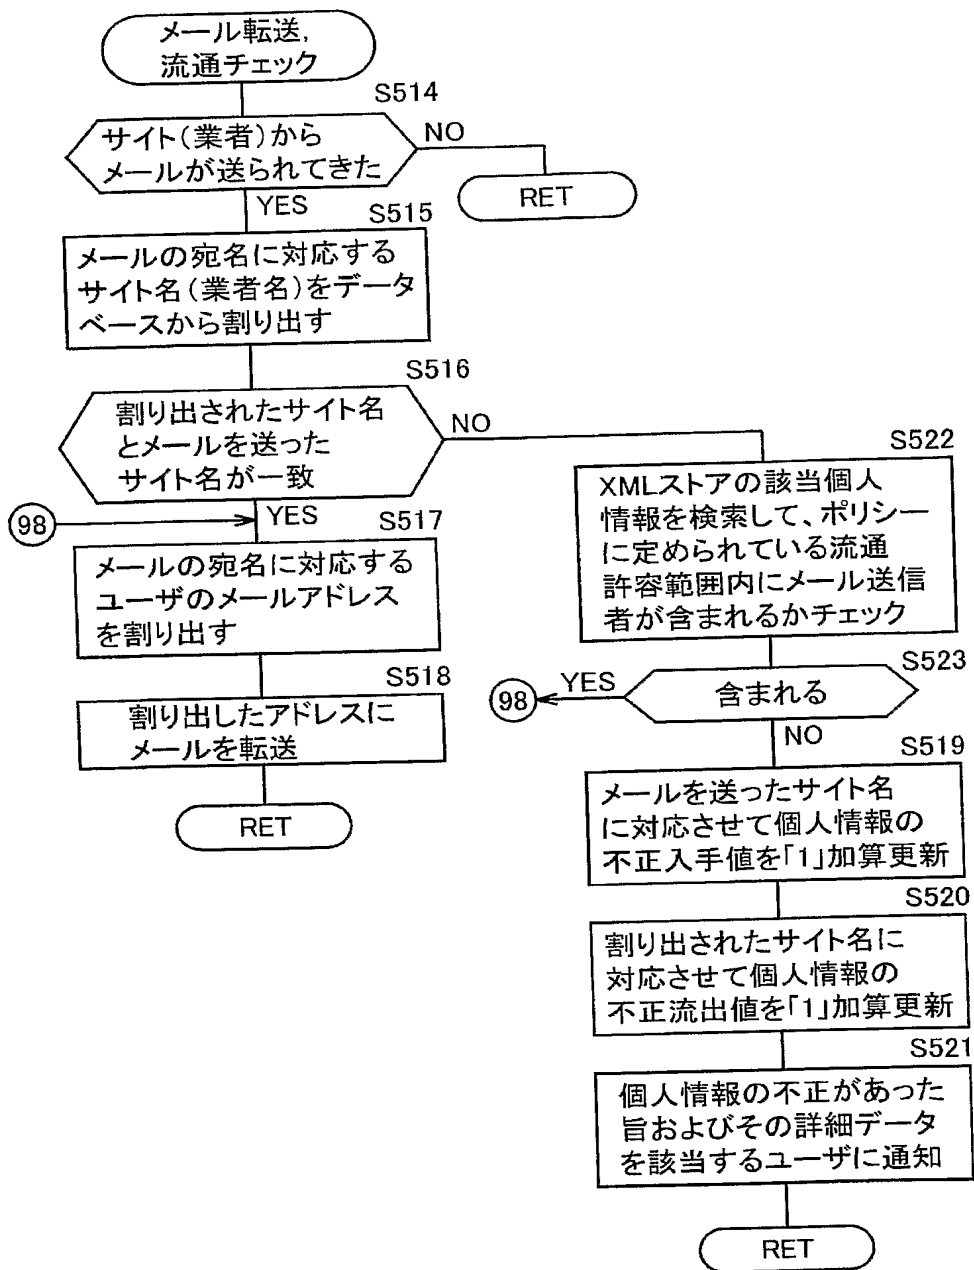 メール転送,
流通チェック
S514
サイト(業者)から
メールが送られてきた
NO
RET
YES
S515
メールの宛名に対応する
サイト名(業者名)をデータ
ベースから割り出す
S516
割り出されたサイト名
とメールを送った
サイト名が一致
NO
98
YES
S517
メールの宛名に対応する
ユーザのメールアドレス
を割り出す
S518
割り出したアドレスに
メールを転送
RET
S522
XMLストアの該当個人
情報を検索して、ポリシー
に定められている流通
許容範囲内にメール送信
者が含まれるかチェック
S523
98
YES
含まれる
NO
S519
メールを送ったサイト名
に対応させて個人情報の
不正入手値を「1」加算更新
S520
割り出されたサイト名に
対応させて個人情報の
不正流出値を「1」加算更新
S521
個人情報の不正があった
旨およびその詳細データ
を該当するユーザに通知
RET